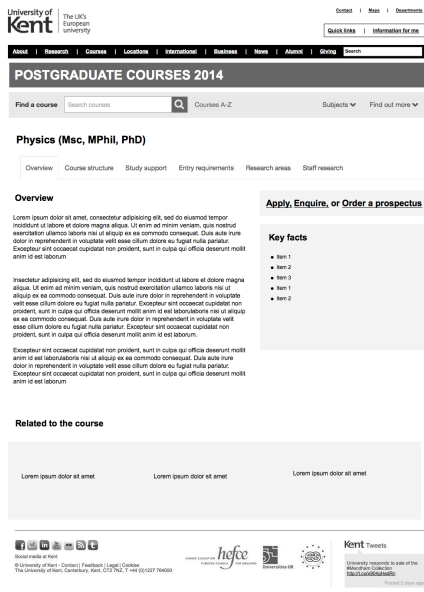 University of Kent
The UK's European university
Contact | Maps | Departments
Quick links | Information for me
About | Research | Courses | Locations | International | Business | News | Alumni | Giving Search
POSTGRADUATE COURSES 2014
Find a course Search courses Courses A-Z Subjects Find out more
Physics (Msc, MPhil, PhD)
Overview Course structure Study support Entry requirements Research areas Staff research
Overview
Lorem ipsum dolor sit amet, consectetur adipisicing elit, sed do eiusmod tempor
incididunt ut labore et dolore magna aliqua. Ut enim ad minim veniam, quis nostrud
exercitation ullamco laboris nisi ut aliquip ex ea commodo consequat. Duis aute irure
dolor in reprehenderit in voluptate velit esse cillum dolore eu fugiat nulla pariatur.
Excepteur sint occaecat cupidatat non proident, sunt in culpa qui officia deserunt mollit
anim id est laborum
Insectetur adipisicing elit, sed do eiusmod tempor incididunt ut labore et dolore magna
aliqua. Ut enim ad minim veniam, quis nostrud exercitation ullamco laboris nisi ut
aliquip ex ea commodo consequat. Duis aute irure dolor in reprehenderit in voluptate
velit esse cillum dolore eu fugiat nulla pariatur. Excepteur sint occaecat cupidatat non
proident, sunt in culpa qui officia deserunt mollit anim id est laborulaboris nisi ut aliquip
ex ea commodo consequat. Duis aute irure dolor in reprehenderit in voluptate velit
esse cillum dolore eu fugiat nulla pariatur. Excepteur sint occaecat cupidatat non
proident, sunt in culpa qui officia deserunt mollit anim id est laborum.
Excepteur sint occaecat cupidatat non proident, sunt in culpa qui officia deserunt mollit
anim id est laborulaboris nisi ut aliquip ex ea commodo consequat. Duis aute irure
dolor in reprehenderit in voluptate velit esse cillum dolore eu fugiat nulla pariatur.
Excepteur sint occaecat cupidatat non proident, sunt in culpa qui officia deserunt mollit
anim id est laborum
Apply, Enquire, or Order a prospectus
Key facts
Item 1
Item 2
Item 3
Item 1
Item 2
Related to the course
Lorem ipsum dolor sit amet Lorem ipsum dolor sit amet Lorem ipsum dolor sit amet
Social media at Kent
© University of Kent - Contact | Feedback | Legal | Cookies
The University of Kent, Canterbury, Kent, CT2 7NZ, T +44 (0)1227 764000
HIGHER EDUCATION hefce
FUNDING COUNCIL FOR ENGLAND
Universities UK
Kent Tweets
University responds to sale of the
#Mendham Collection
Posted 2 days ago